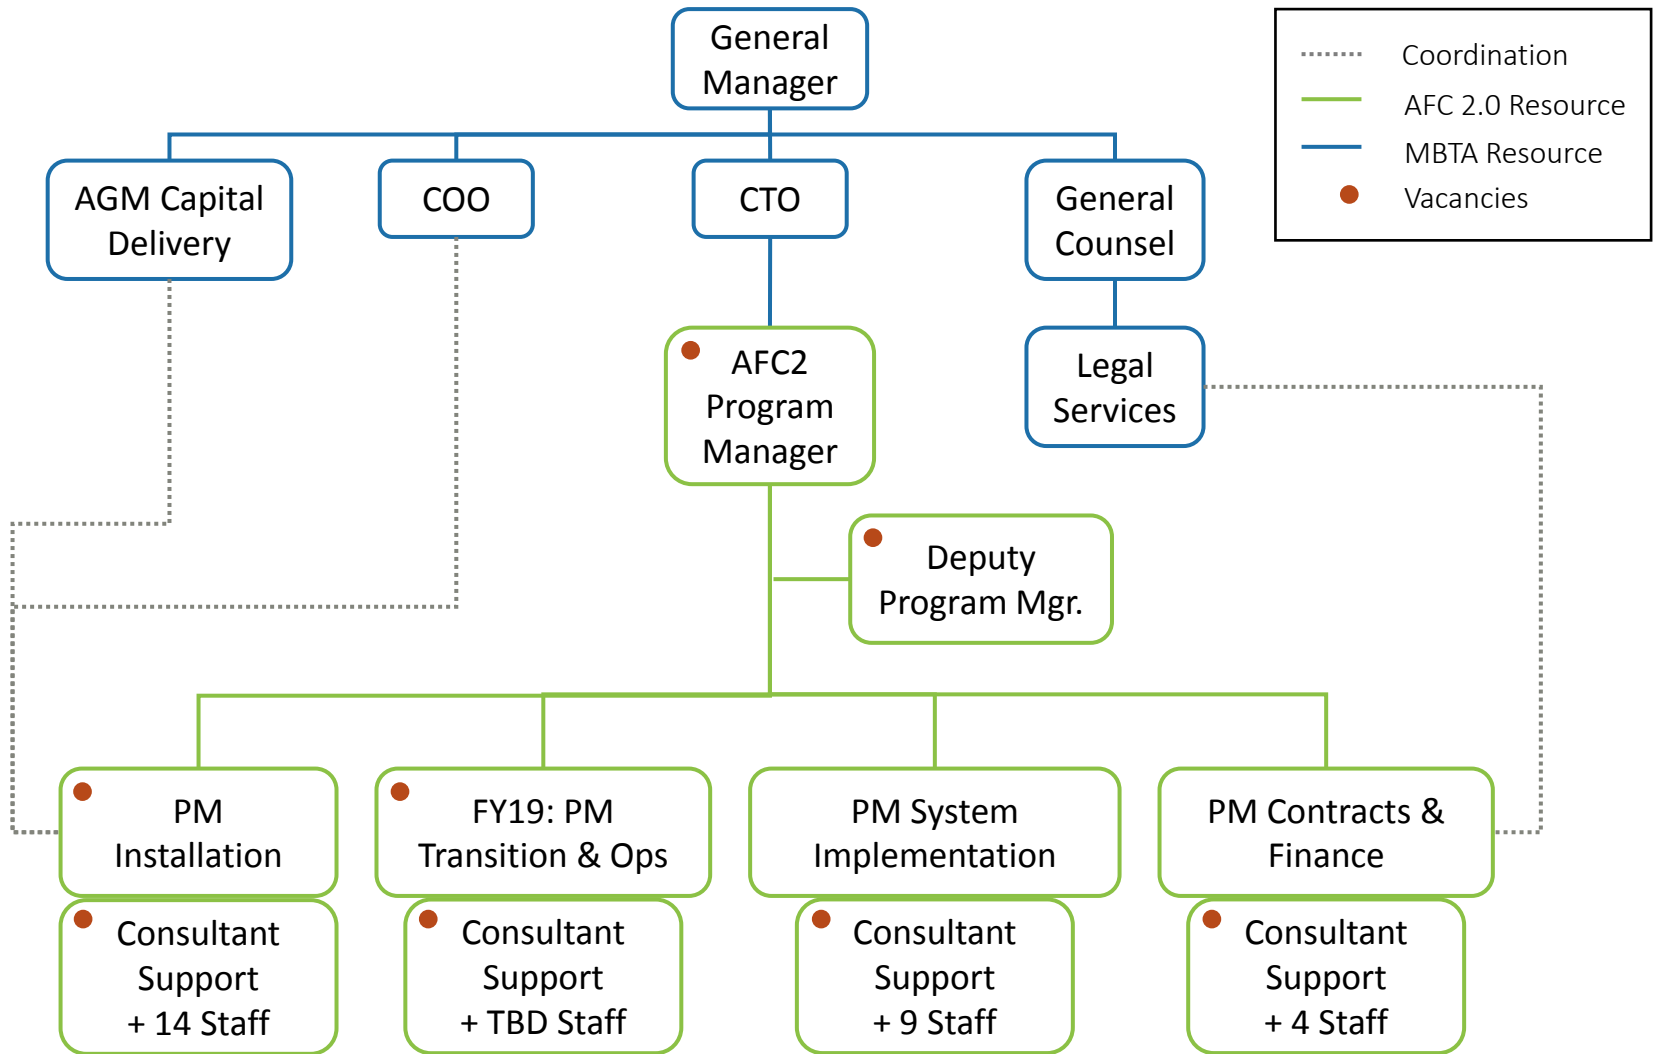 General
Manager
Coordination
AFC 2.0 Resource
MBTA Resource
Vacancies
AGM Capital
Delivery
COO
CTO
General
Counsel
AFC2
Program
Manager
Legal
Services
Deputy
Program Mgr.
PM
Installation
FY19: PM
Transition & Ops
PM System
Implementation
PM Contracts &
Finance
Consultant
Support
+ 14 Staff
Consultant
Support
+ TBD Staff
Consultant
Support
+ 9 Staff
Consultant
Support
+ 4 Staff